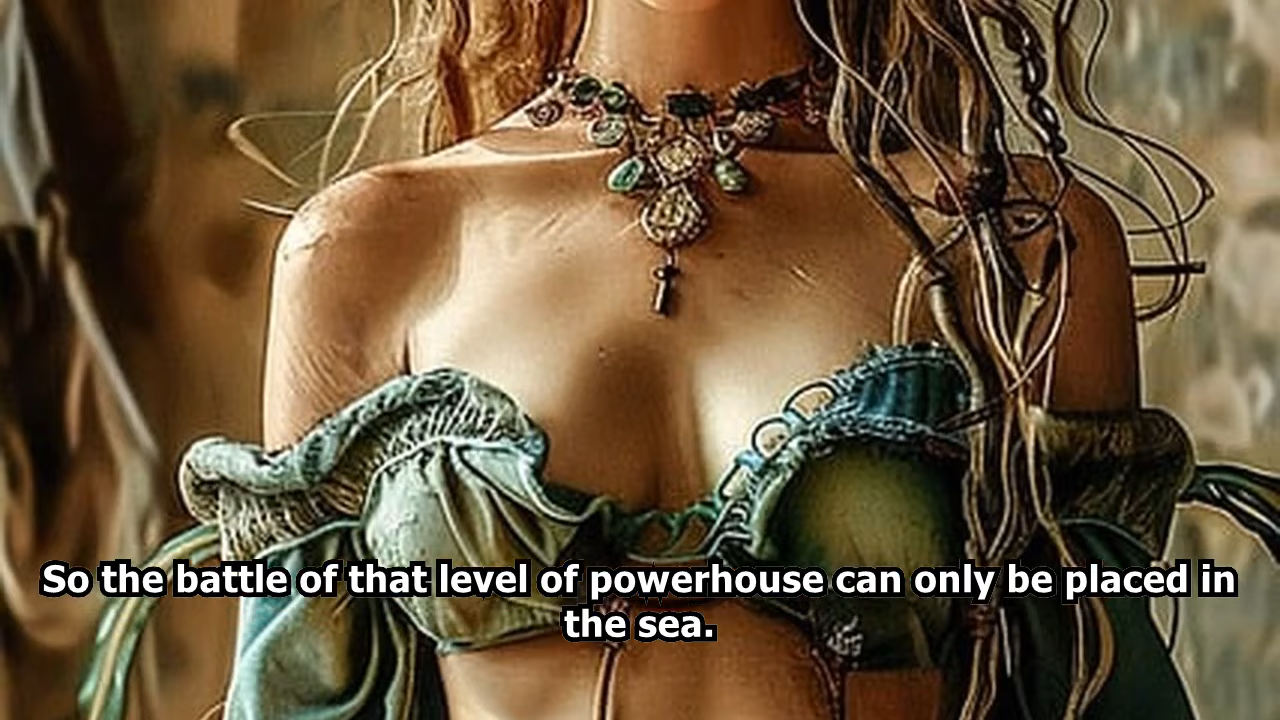 So the battle of that level of powerhouse can only be placed in
the sea.